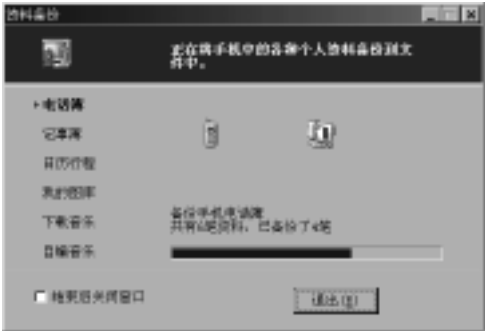 资料备份
正在将手机中的各种个人资料备份到文
件中。
电话簿
记事簿
日历行程
我的图库
下载音乐
自编音乐
备份手机电话簿
共有6笔资料，已备份了4笔
结束后关闭窗口
退出(X)